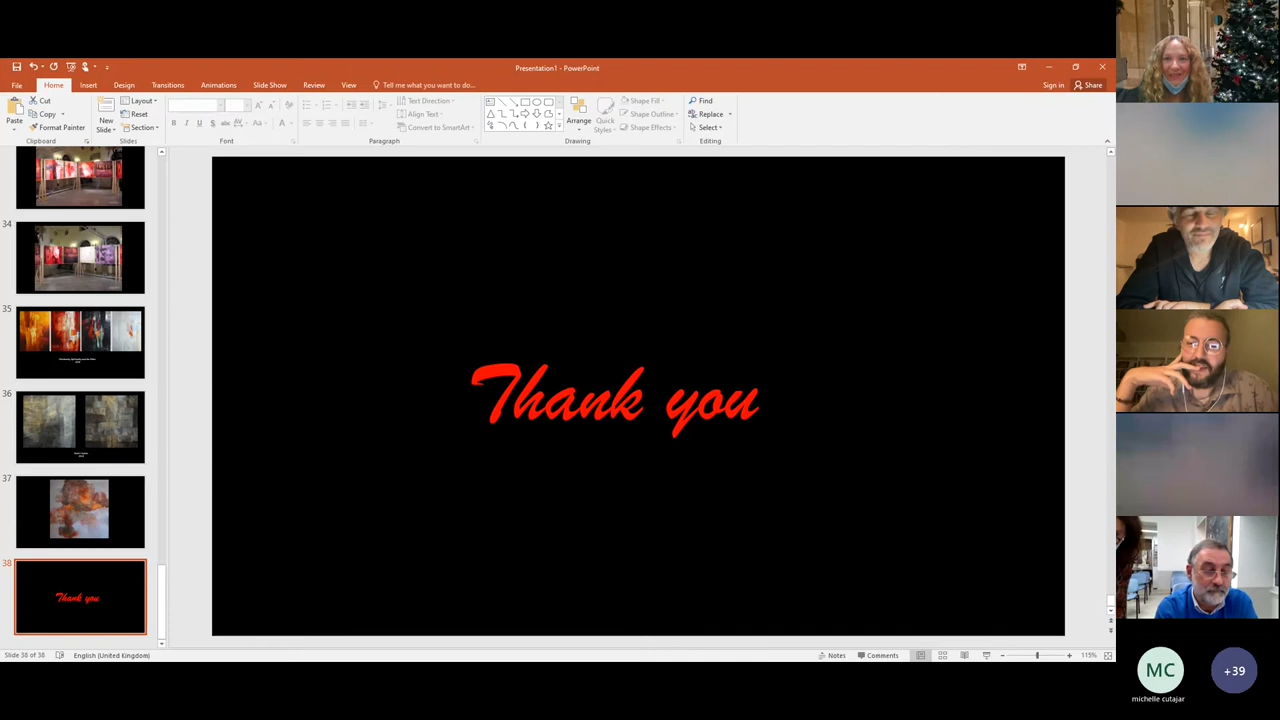 Presentation1 - PowerPoint
File Home Insert Design Transitions Animations Slide Show Review View Tell me what you want to do... Sign in Share
Paste
Cut
Copy
Format Painter
Clipboard
New
Slide
Layout
Reset
Section
Slides
B I U S abc AV Aa A
Font
Text Direction
Align Text
Convert to SmartArt
Paragraph
Arrange
Quick
Styles
Shape Fill
Shape Outline
Shape Effects
Drawing
Find
Replace
Select
Editing
34
35
36
37
38
Thank you
Thank you
Slide 38 of 38 English (United Kingdom) Notes Comments 115%
MC
michelle cutajar
+39